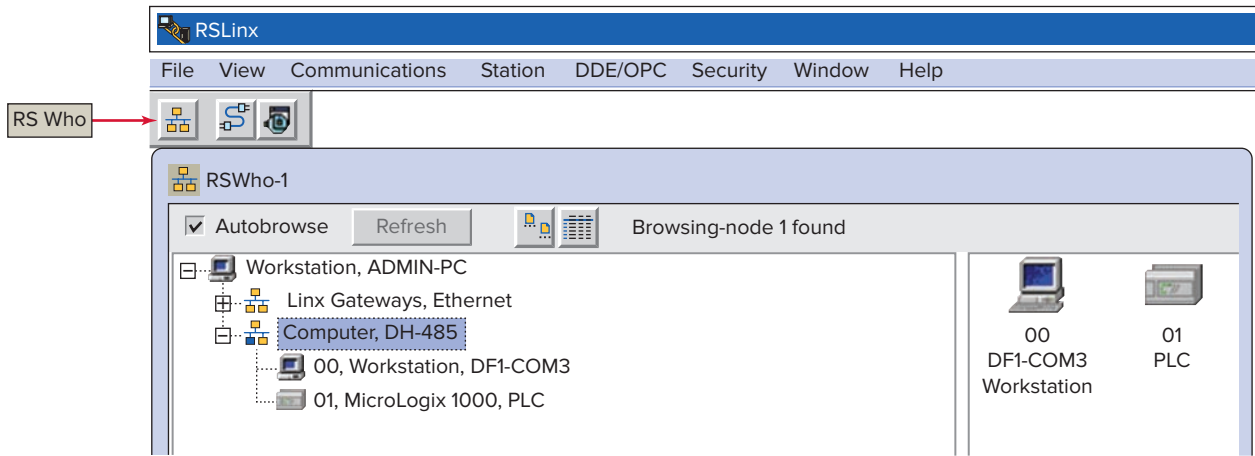 RSLinx
File View Communications Station DDE/OPC Security Window Help
RS Who
RSWho-1
Autobrowse Refresh Browsing-node 1 found
Workstation, ADMIN-PC
Linx Gateways, Ethernet
Computer, DH-485
00, Workstation, DF1-COM3
01, MicroLogix 1000, PLC
00
DF1-COM3
Workstation
01
PLC